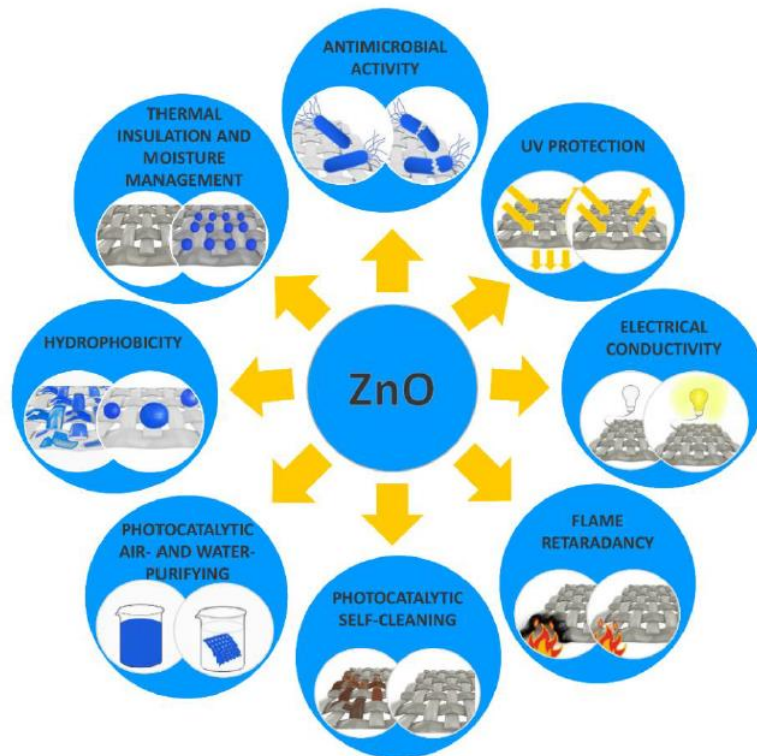 ANTIMICROBIAL
ACTIVITY
THERMAL
INSULATION AND
MOISTURE
MANAGEMENT
UV PROTECTION
HYDROPHOBICITY
ZnO
ELECTRICAL
CONDUCTIVITY
PHOTOCATALYTIC
AIR- AND WATER-
PURIFYING
FLAME
RETARADANCY
PHOTOCATALYTIC
SELF-CLEANING